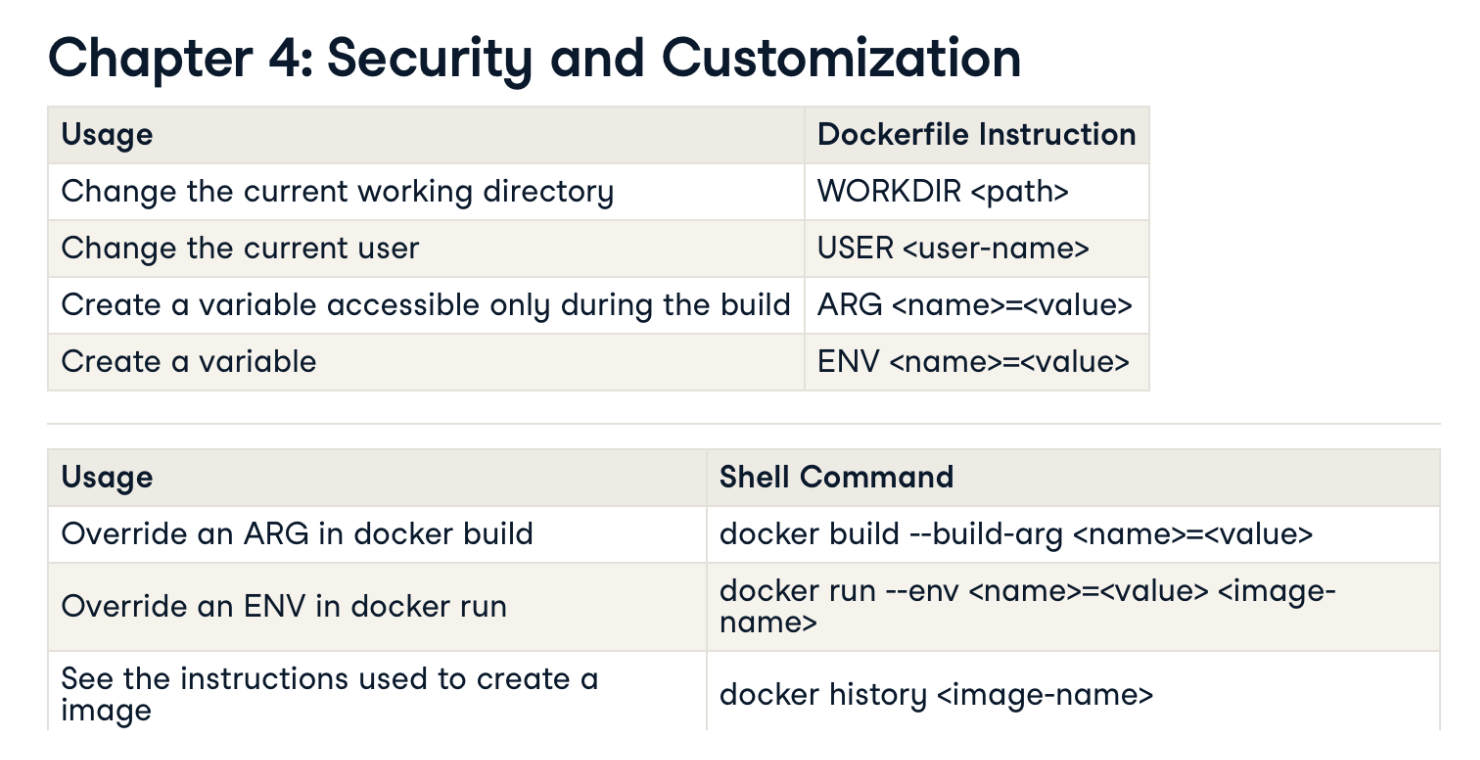 Chapter 4: Security and Customization
Usage Dockerfile Instruction
Change the current working directory WORKDIR <path>
Change the current user USER <user-name>
Create a variable accessible only during the build ARG <name>=<value>
Create a variable ENV <name>=<value>
Usage Shell Command
Override an ARG in docker build docker build --build-arg <name>=<value>
Override an ENV in docker run docker run --env <name>=<value> <image-
name>
See the instructions used to create a
image docker history <image-name>